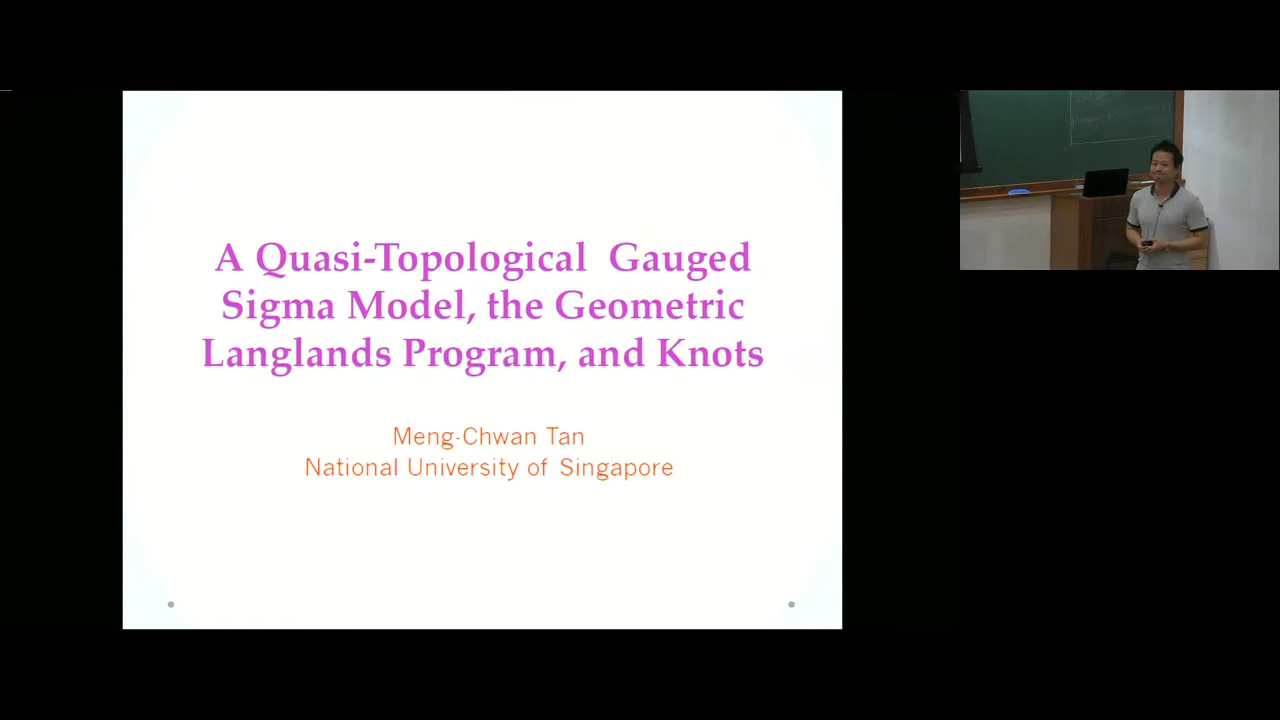 A Quasi-Topological Gauged
Sigma Model, the Geometric
Langlands Program, and Knots
Meng-Chwan Tan
National University of Singapore